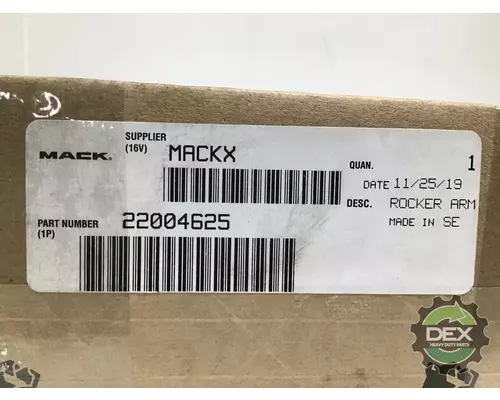 MACK.
SUPPLIER
(16V)
MACKX
QUAN. 1
DATE 11/25/19
DESC. ROCKER ARM
MADE IN SE
PART NUMBER
(1P)
22004625
DEX
HEAVY DUTY PARTS